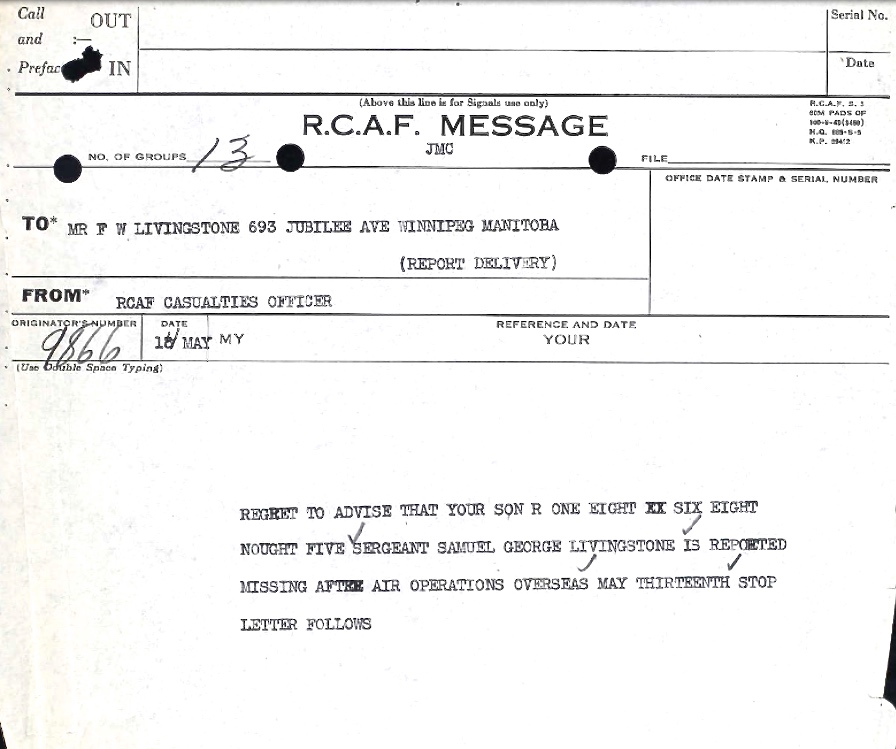 Call OUT Serial No.
and :—
Prefac IN Date
(Above this line is for Signals use only)
R.C.A.F. MESSAGE
JMC
NO. OF GROUPS 13 FILE
OFFICE DATE STAMP & SERIAL NUMBER
TO* MR F W LIVINGSTONE 693 JUBILEE AVE WINNIPEG MANITOBA
(REPORT DELIVERY)
FROM* RCAF CASUALTIES OFFICER
ORIGINATOR'S NUMBER DATE REFERENCE AND DATE
9866 MAY MY YOUR
(Use Double Space Typing)
REGRET TO ADVISE THAT YOUR SON R ONE EIGHT XX SIX EIGHT
NOUGHT FIVE SERGEANT SAMUEL GEORGE LIVINGSTONE IS REPORTED
MISSING AFTER AIR OPERATIONS OVERSEAS MAY THIRTEENTH STOP
LETTER FOLLOWS